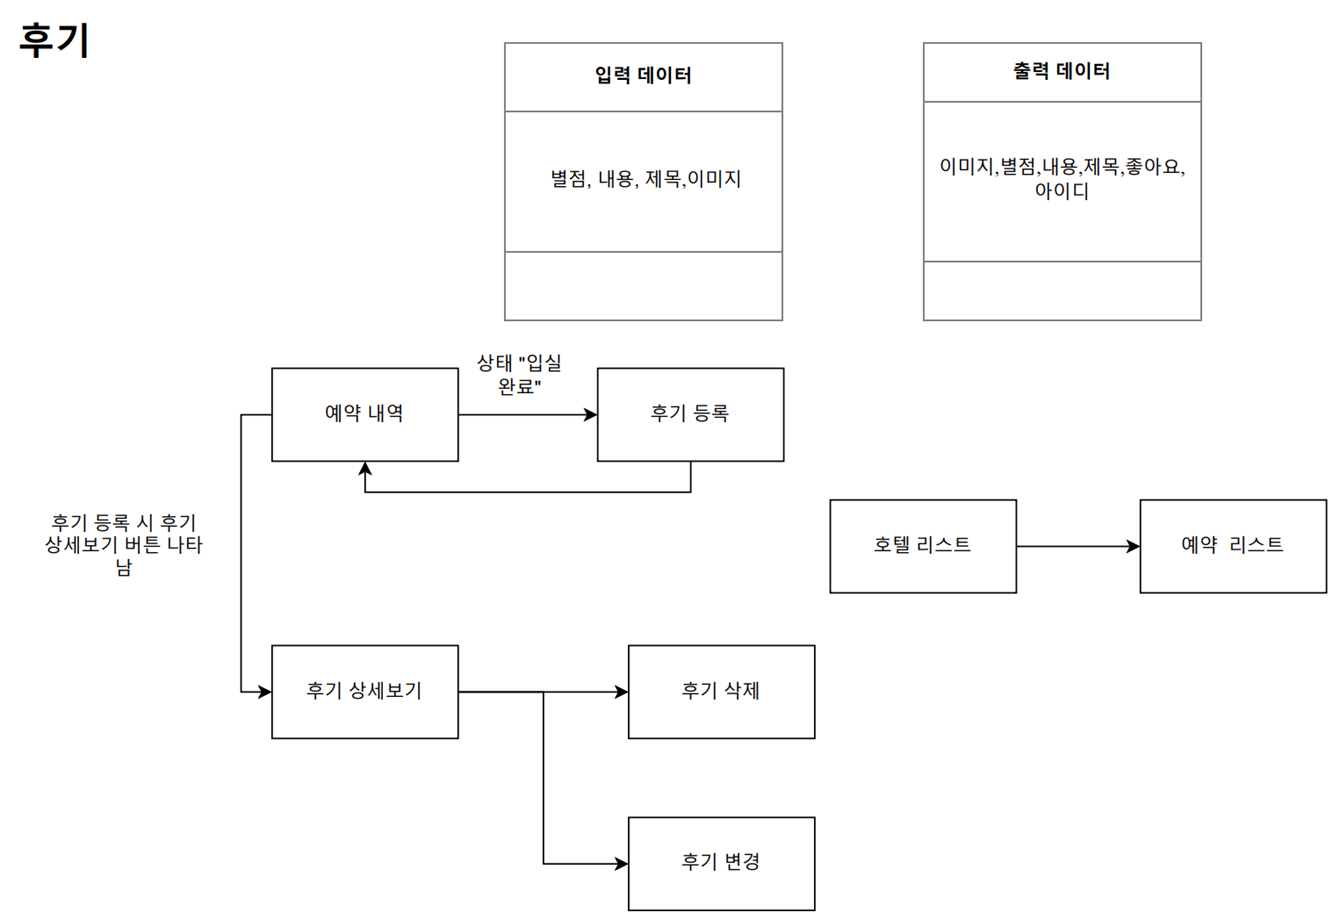 후기
입력 데이터
별점, 내용, 제목,이미지
출력 데이터
이미지,별점,내용,제목,좋아요,
아이디
상태 "입실
완료"
예약 내역
후기 등록
후기 등록 시 후기
상세보기 버튼 나타
남
호텔 리스트
예약  리스트
후기 상세보기
후기 삭제
후기 변경